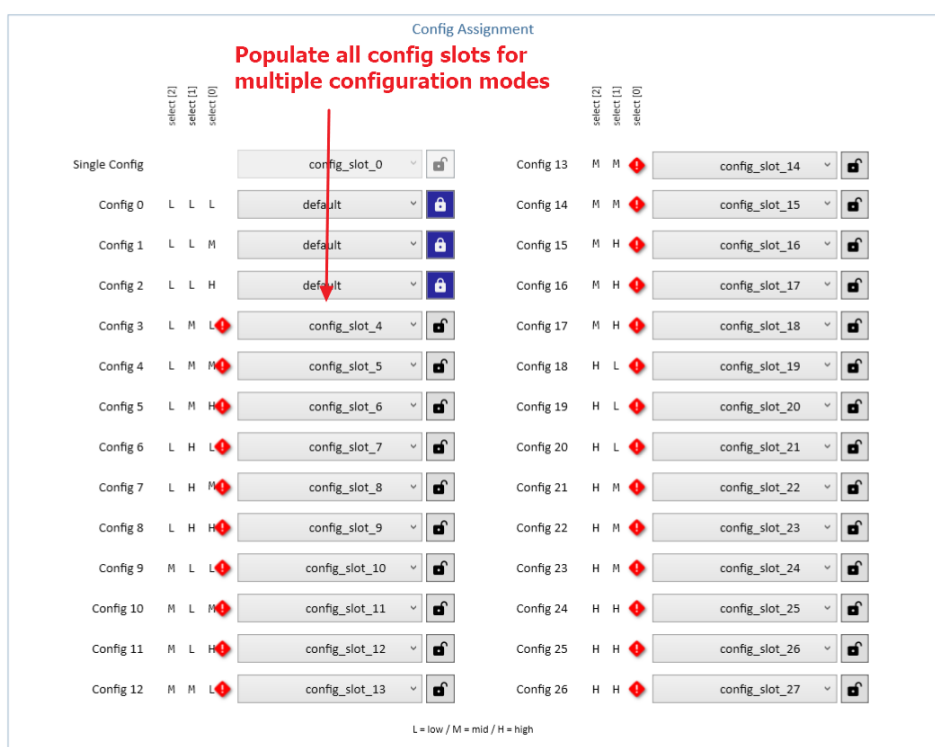 Config Assignment
Populate all config slots for
multiple configuration modes
select [2]
select [1]
select [0]
Single Config config_slot_0
Config 0 L L L default
Config 1 L L M default
Config 2 L L H default
Config 3 L M L config_slot_4
Config 4 L M M config_slot_5
Config 5 L M H config_slot_6
Config 6 L H L config_slot_7
Config 7 L H M config_slot_8
Config 8 L H H config_slot_9
Config 9 M L L config_slot_10
Config 10 M L M config_slot_11
Config 11 M L H config_slot_12
Config 12 M M L config_slot_13
select [2]
select [1]
select [0]
Config 13 M M config_slot_14
Config 14 M M config_slot_15
Config 15 M H config_slot_16
Config 16 M H config_slot_17
Config 17 M H config_slot_18
Config 18 H L config_slot_19
Config 19 H L config_slot_20
Config 20 H L config_slot_21
Config 21 H M config_slot_22
Config 22 H M config_slot_23
Config 23 H M config_slot_24
Config 24 H H config_slot_25
Config 25 H H config_slot_26
Config 26 H H config_slot_27
L = low / M = mid / H = high